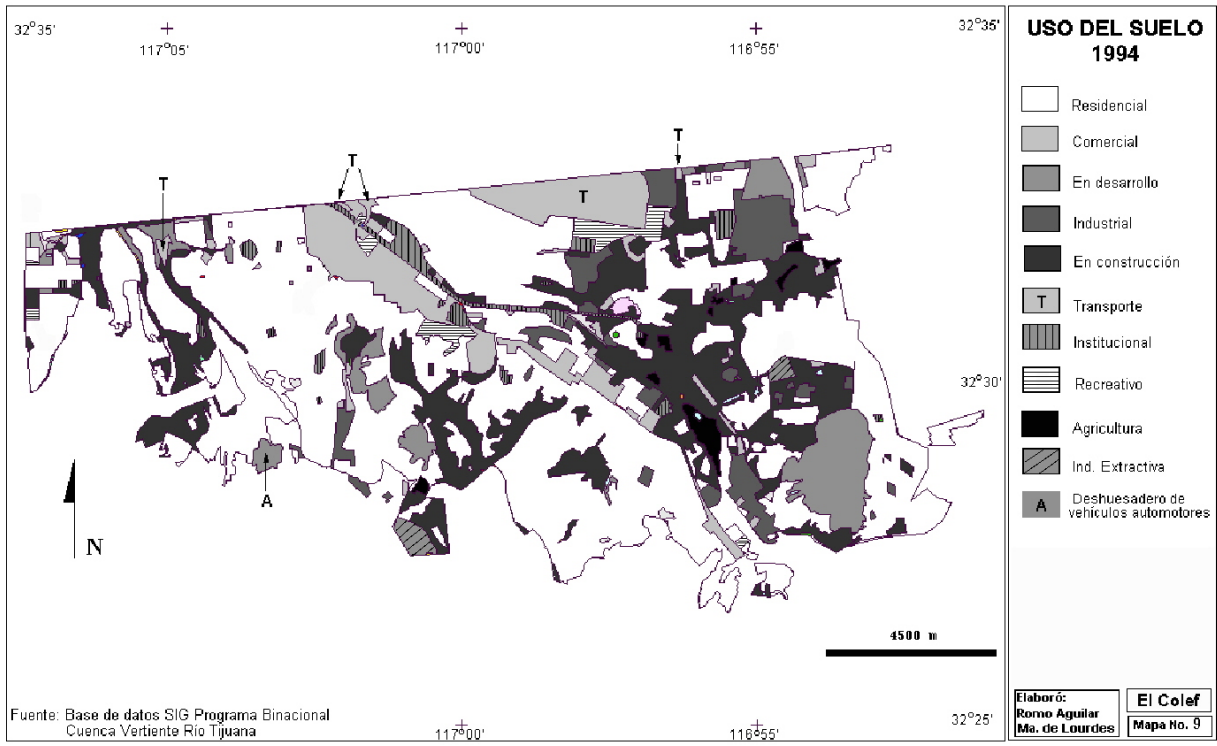 32°35'
117°05'
117°00'
116°55'
32°35'
T
T
T
T
32°30'
A
N
4500 m
Fuente: Base de datos SIG Programa Binacional
Cuenca Vertiente Río Tijuana
117°00'
116°55'
32°25'
USO DEL SUELO
1994
Residencial
Comercial
En desarrollo
Industrial
En construcción
T Transporte
Institucional
Recreativo
Agricultura
Ind. Extractiva
A Deshuesadero de
vehículos automotores
Elaboró:
Romo Aguilar
Ma. de Lourdes
El Colef
Mapa No. 9